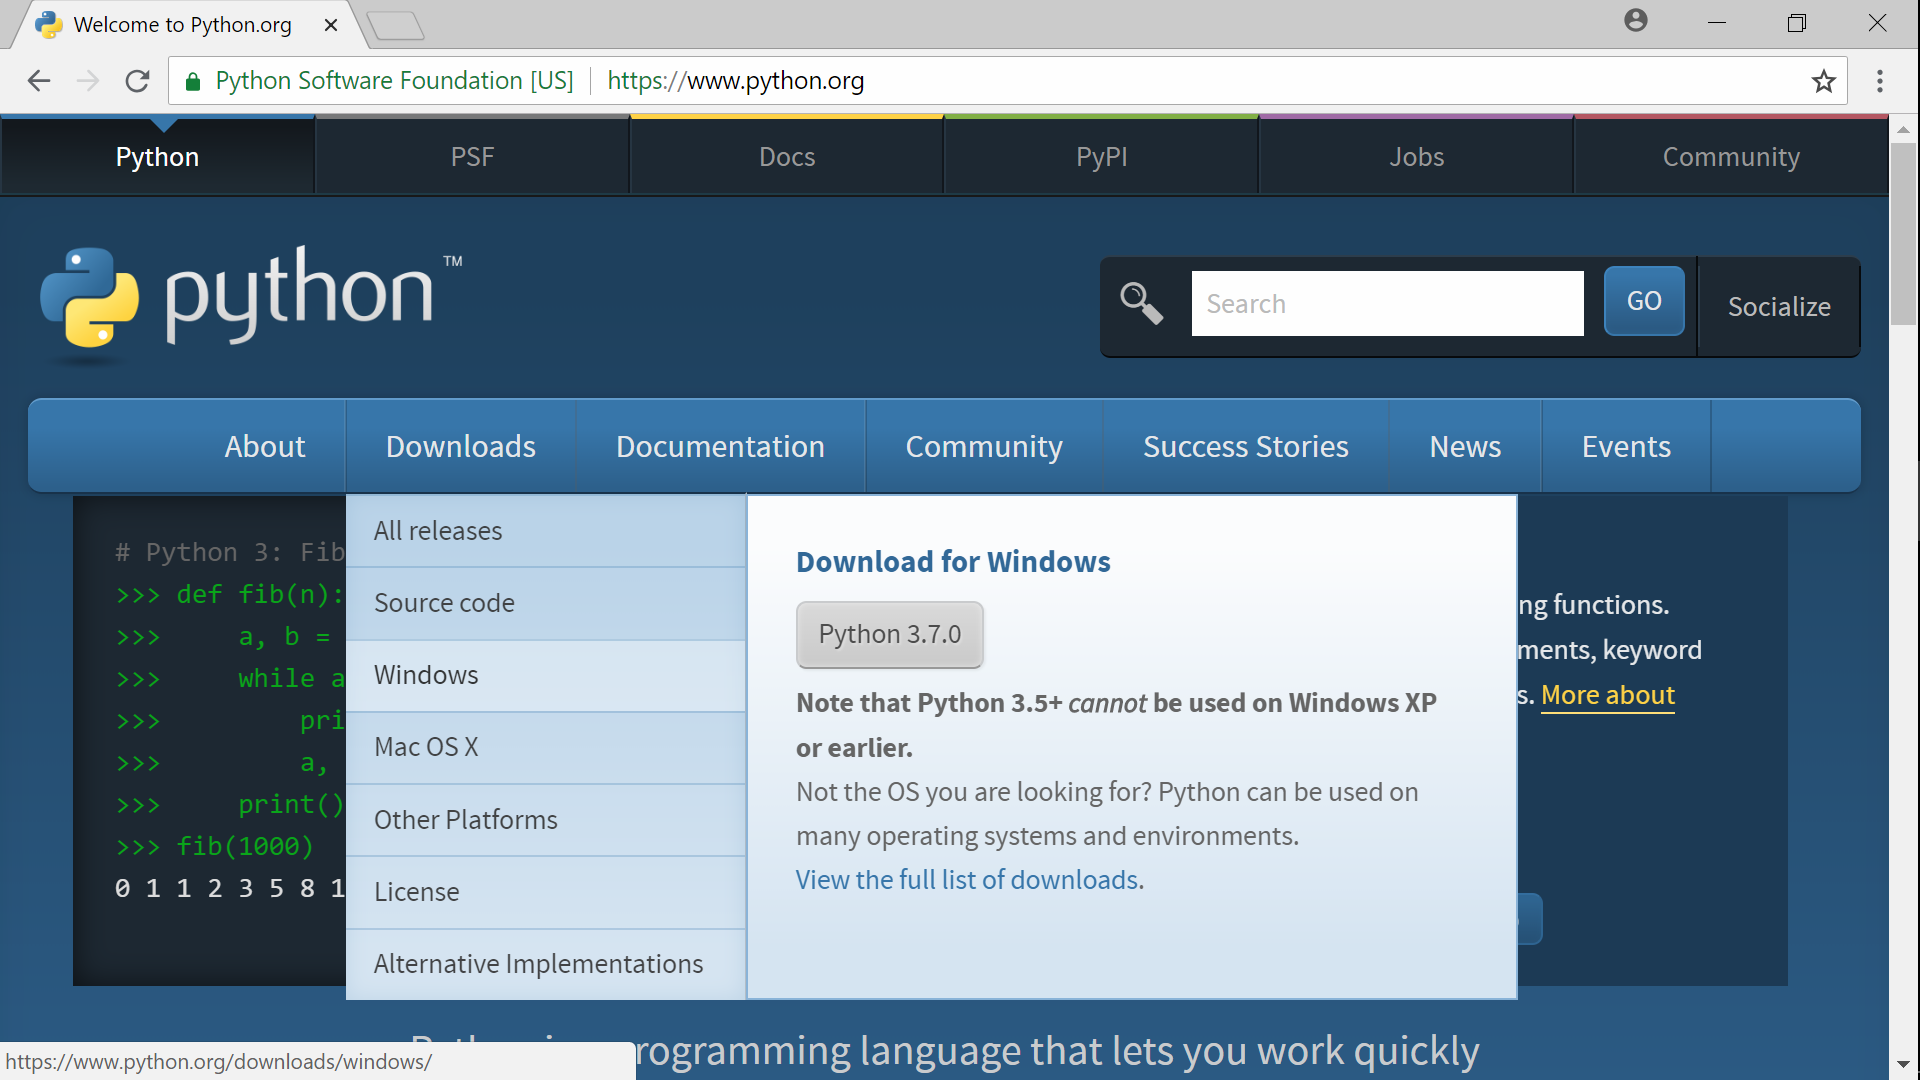 Welcome to Python.org
Python Software Foundation [US] https://www.python.org
Python PSF Docs PyPI Jobs Community
python™
Search GO Socialize
About Downloads Documentation Community Success Stories News Events
All releases
Source code
Windows
Mac OS X
Other Platforms
License
Alternative Implementations
Download for Windows
Python 3.7.0
Note that Python 3.5+ cannot be used on Windows XP
or earlier.
Not the OS you are looking for? Python can be used on
many operating systems and environments.
View the full list of downloads.
# Python 3: Fib
>>> def fib(n):
>>> a, b =
>>> while a
>>> pri
>>> a,
>>> print()
>>> fib(1000)
0 1 1 2 3 5 8 1
ng functions.
ments, keyword
s. More about
rogramming language that lets you work quickly
https://www.python.org/downloads/windows/